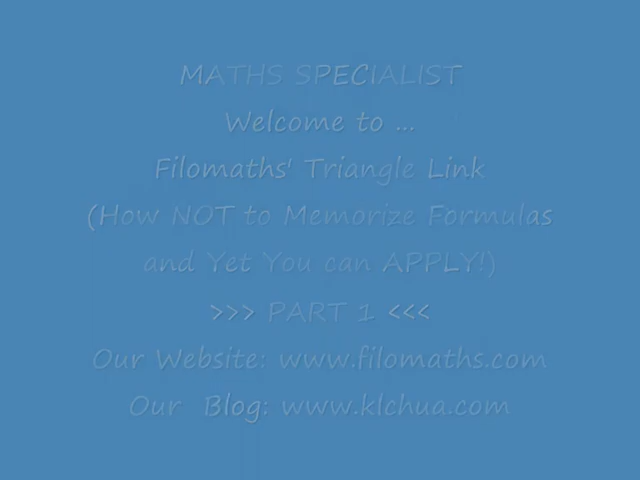 MATHS SPECIALIST
Welcome to ...
Filomaths' Triangle Link
(How NOT to Memorize Formulas
and Yet You can APPLY!)
>>> PART 1 <<<
Our Website: www.filomaths.com
Our Blog: www.klchua.com